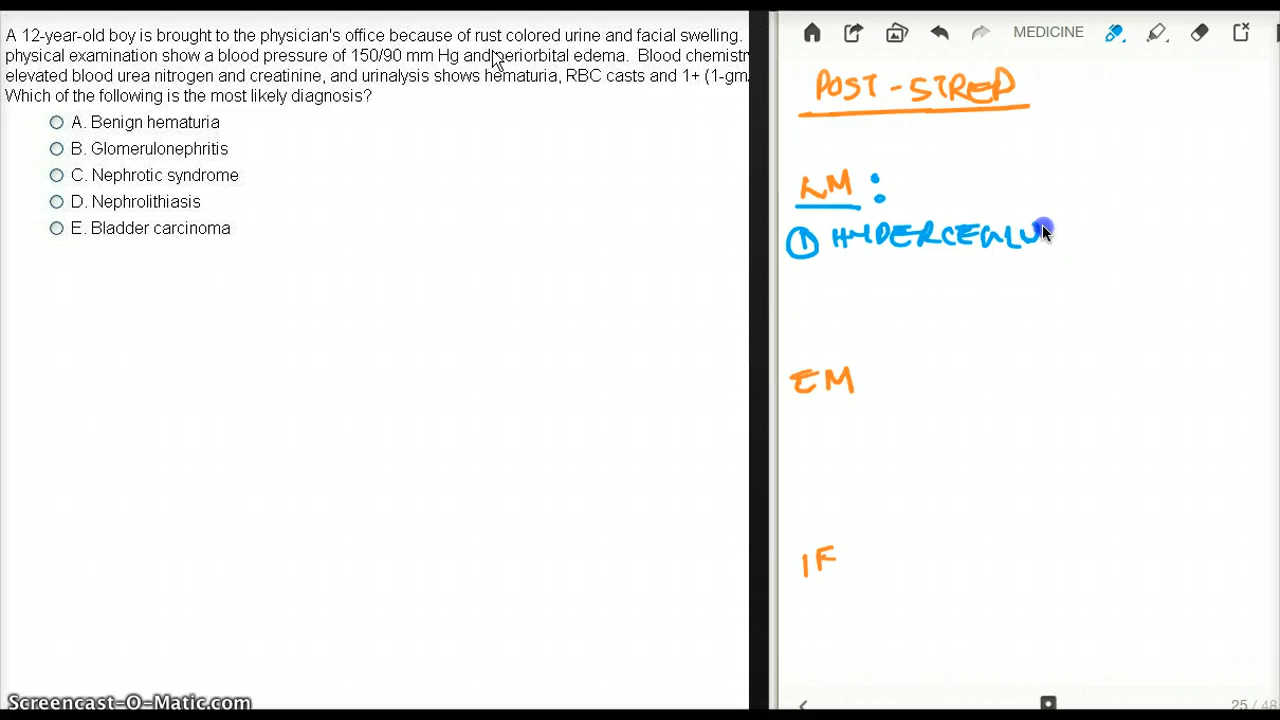 A 12-year-old boy is brought to the physician's office because of rust colored urine and facial swelling.
physical examination show a blood pressure of 150/90 mm Hg and periorbital edema. Blood chemistr
elevated blood urea nitrogen and creatinine, and urinalysis shows hematuria, RBC casts and 1+ (1-gm
Which of the following is the most likely diagnosis?
A. Benign hematuria
B. Glomerulonephritis
C. Nephrotic syndrome
D. Nephrolithiasis
E. Bladder carcinoma
MEDICINE
POST-STREP
LM:
① HYPERCELLU
EM
IF
Screencast-O-Matic.com
25 / 48